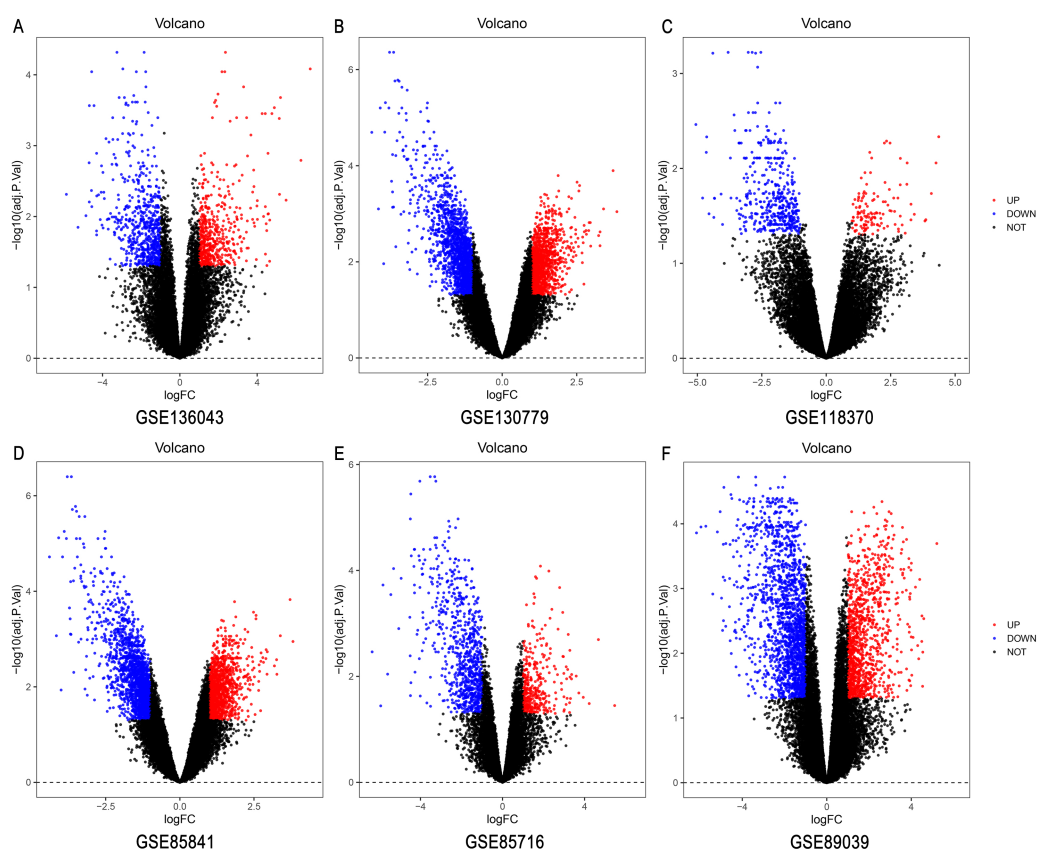 A
Volcano
−log10(adj.P.Val)
4
3
2
1
0
−4
0
4
logFC
GSE136043
B
Volcano
−log10(adj.P.Val)
6
4
2
0
−2.5
0.0
2.5
logFC
GSE130779
C
Volcano
−log10(adj.P.Val)
3
2
1
0
−5.0
−2.5
0.0
2.5
5.0
logFC
GSE118370
UP
DOWN
NOT
D
Volcano
−log10(adj.P.Val)
6
4
2
0
−2.5
0.0
2.5
logFC
GSE85841
E
Volcano
−log10(adj.P.Val)
6
4
2
0
−4
0
4
logFC
GSE85716
F
Volcano
−log10(adj.P.Val)
4
3
2
1
0
−4
0
4
logFC
GSE89039
UP
DOWN
NOT